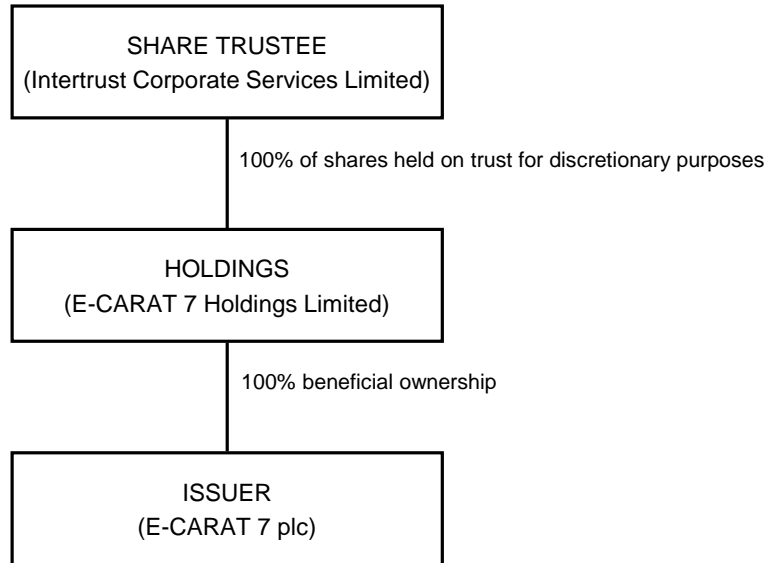 SHARE TRUSTEE
(Intertrust Corporate Services Limited)
100% of shares held on trust for discretionary purposes
HOLDINGS
(E-CARAT 7 Holdings Limited)
100% beneficial ownership
ISSUER
(E-CARAT 7 plc)